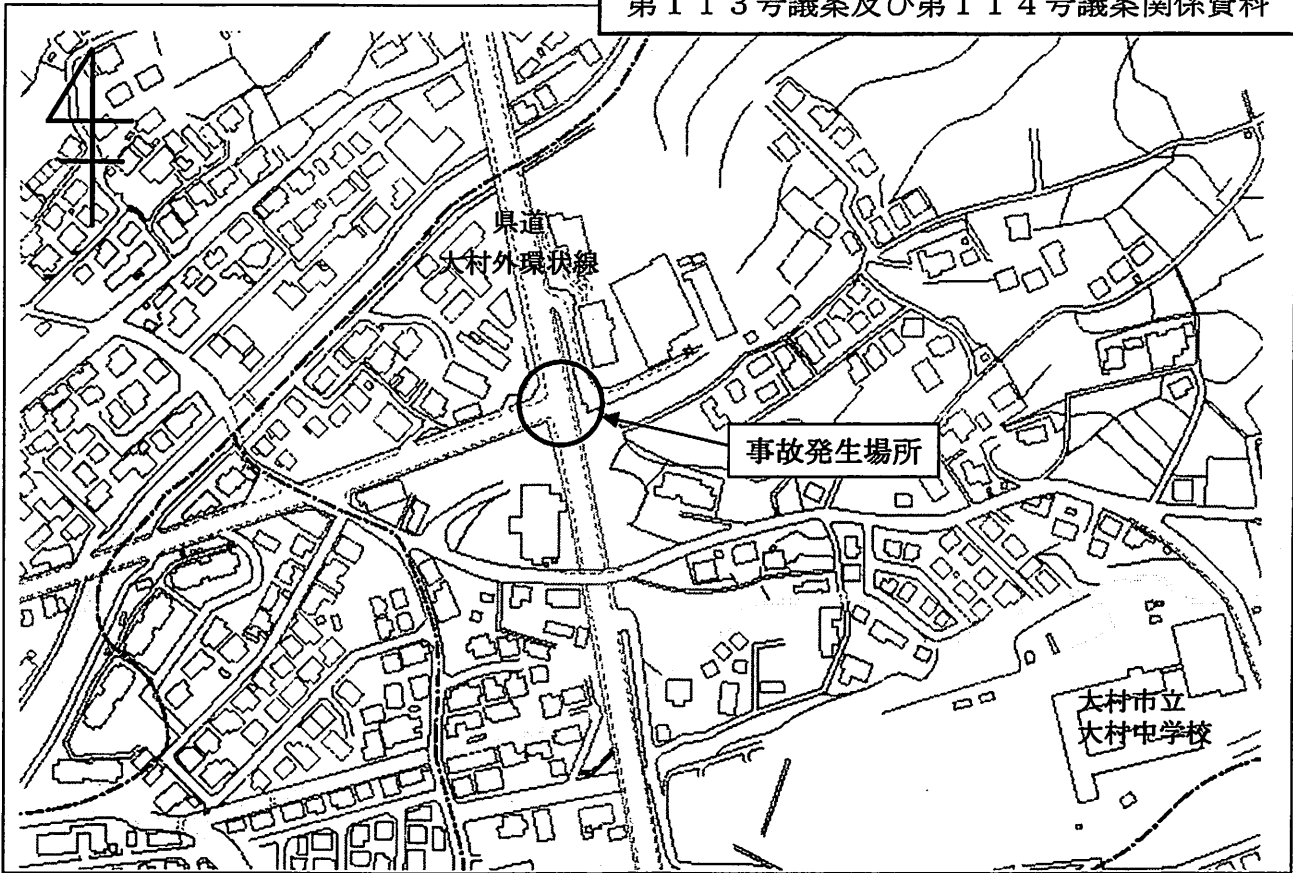 第１１３号議案及び第１１４号議案関係資料
県道
大村外環状線
事故発生場所
大村市立
大村中学校